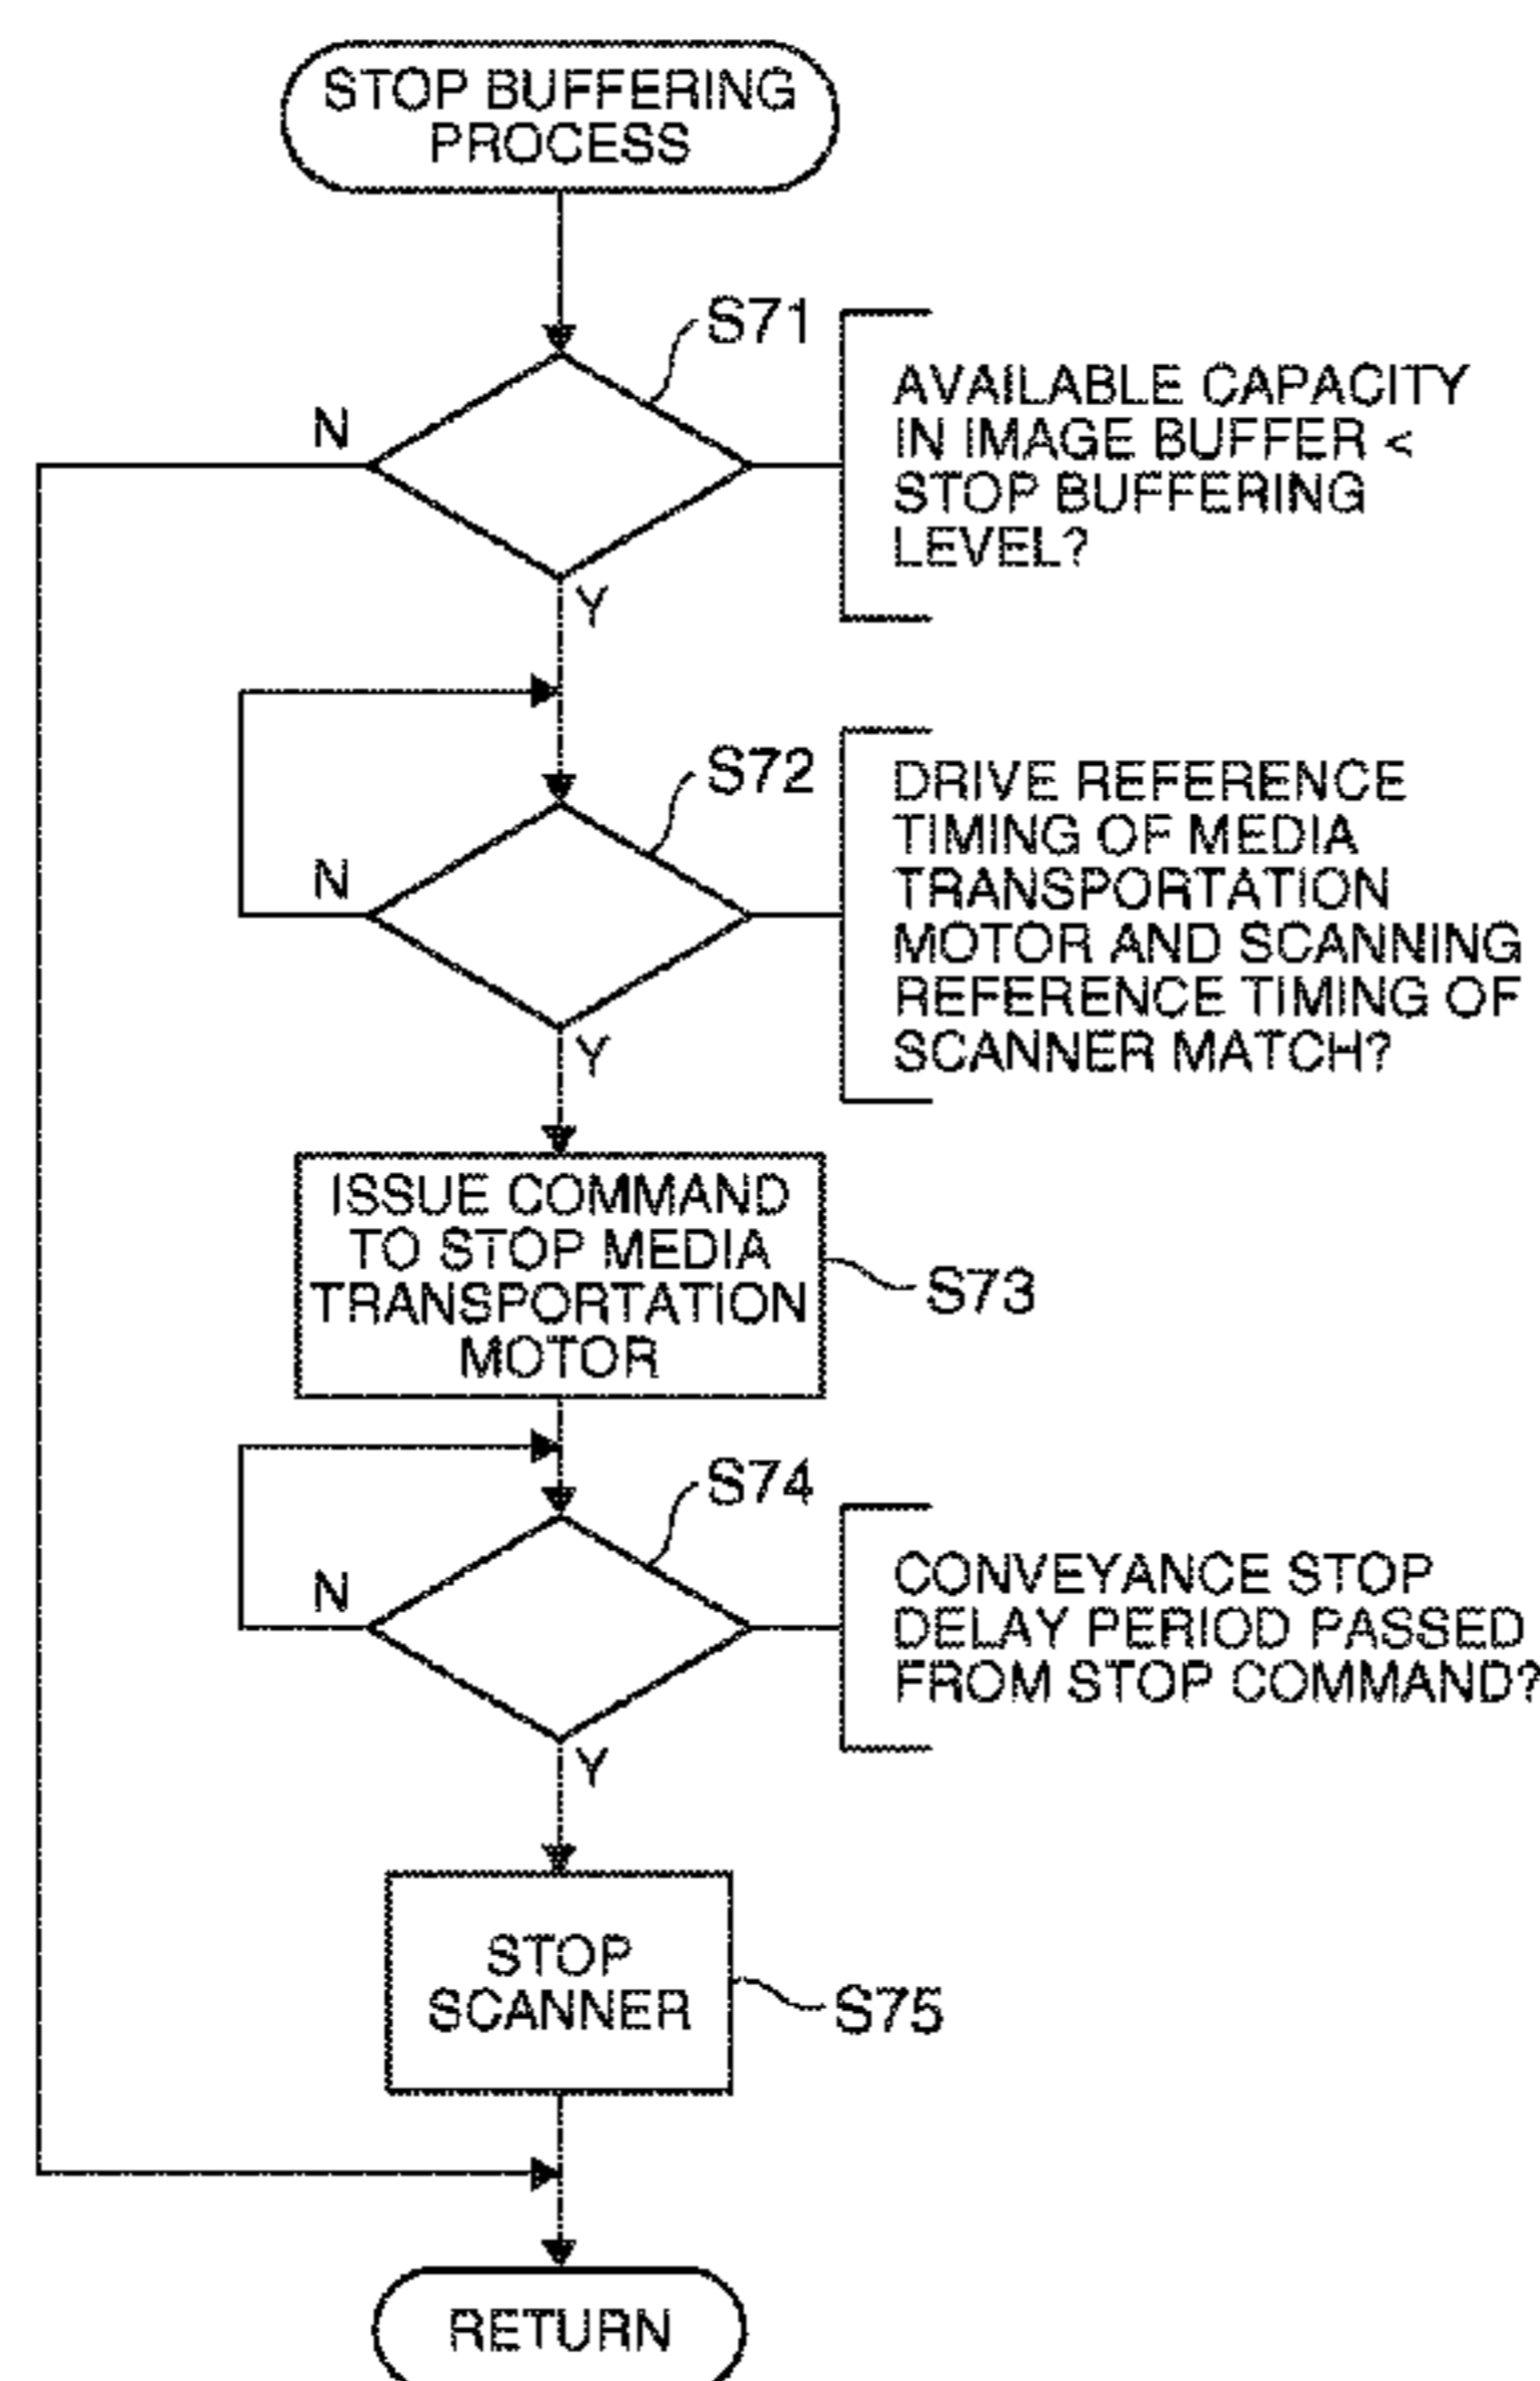 STOP BUFFERING
PROCESS
S71
N
AVAILABLE CAPACITY
IN IMAGE BUFFER <
STOP BUFFERING
LEVEL?
Y
S72
N
DRIVE REFERENCE
TIMING OF MEDIA
TRANSPORTATION
MOTOR AND SCANNING
REFERENCE TIMING OF
SCANNER MATCH?
Y
ISSUE COMMAND
TO STOP MEDIA
TRANSPORTATION
MOTOR
S73
S74
N
CONVEYANCE STOP
DELAY PERIOD PASSED
FROM STOP COMMAND?
Y
STOP
SCANNER
S75
RETURN